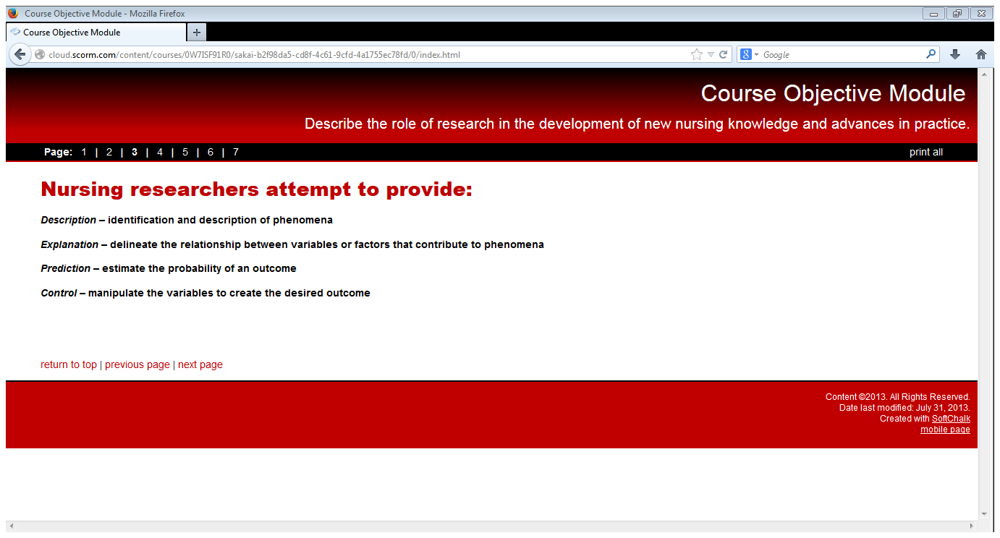 Course Objective Module - Mozilla Firefox
Course Objective Module
cloud.scorm.com/content/courses/0W7ISF91R0/sakai-b2f98da5-cd8f-4c61-9cfd-4a1755ec78fd/0/index.html
8 Google
Course Objective Module
Describe the role of research in the development of new nursing knowledge and advances in practice.
Page: 1 | 2 | 3 | 4 | 5 | 6 | 7 print all
Nursing researchers attempt to provide:
Description – identification and description of phenomena
Explanation – delineate the relationship between variables or factors that contribute to phenomena
Prediction – estimate the probability of an outcome
Control – manipulate the variables to create the desired outcome
return to top | previous page | next page
Content ©2013. All Rights Reserved.
Date last modified: July 31, 2013.
Created with SoftChalk
mobile page